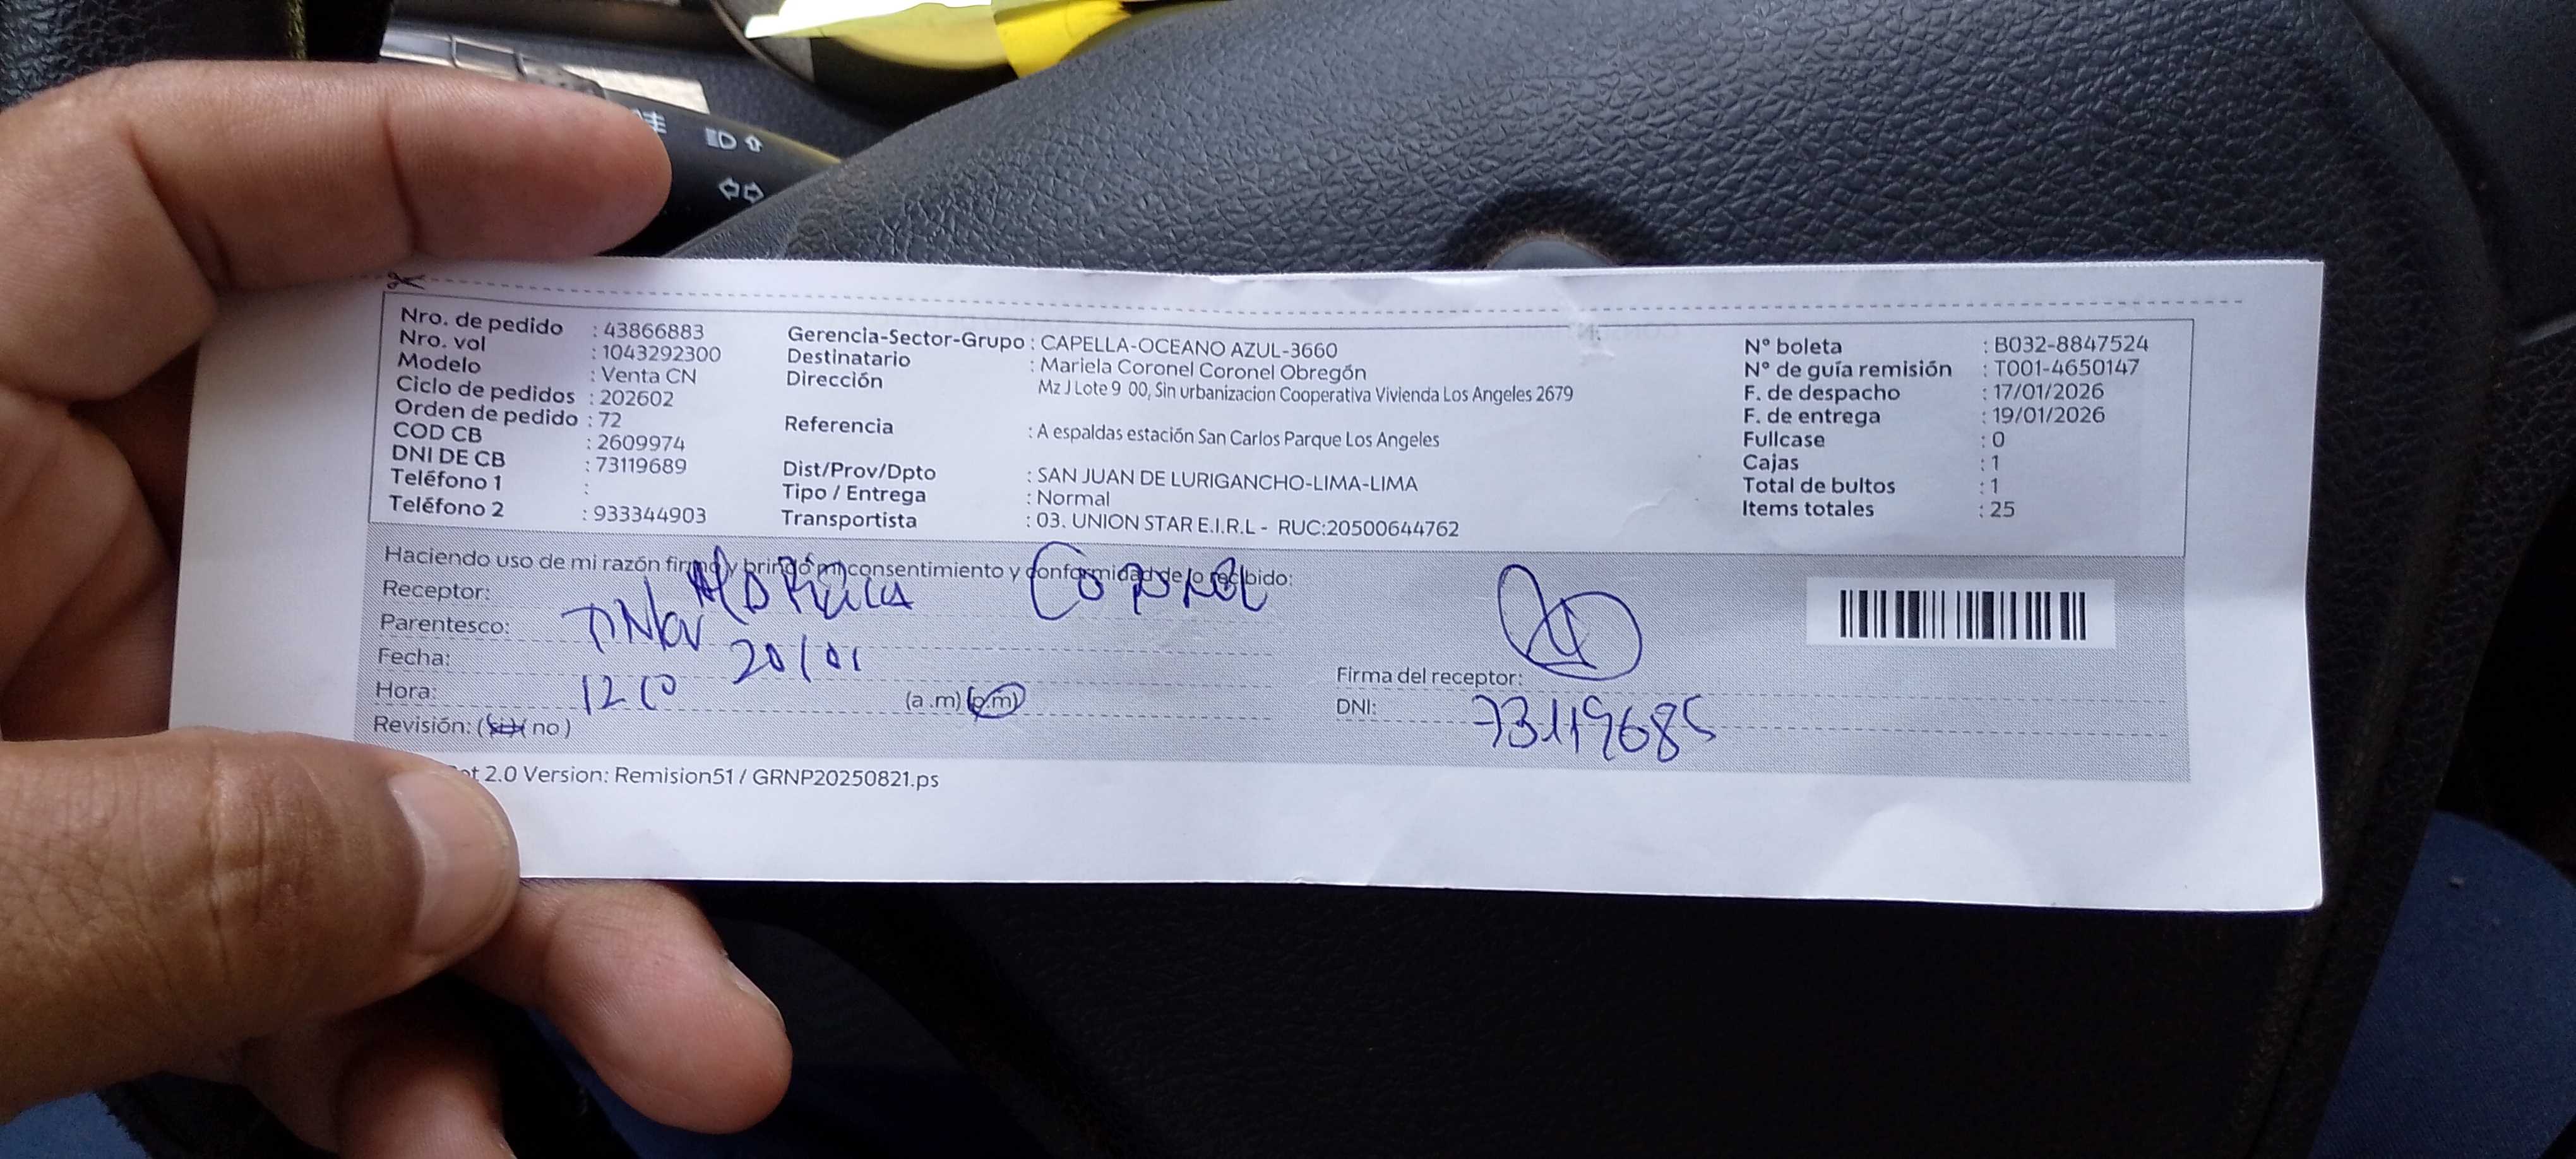 Nro. de pedido : 43866883
Nro. vol : 1043292300
Modelo : Venta CN
Ciclo de pedidos : 202602
Orden de pedido : 72
COD CB : 2609974
DNI DE CB : 73119689
Teléfono 1 :
Teléfono 2 : 933344903
Gerencia-Sector-Grupo : CAPELLA-OCEANO AZUL-3660
Destinatario : Mariela Coronel Coronel Obregón
Dirección Mz J Lote 9 00, Sin urbanizacion Cooperativa Vivienda Los Angeles 2679
Referencia : A espaldas estación San Carlos Parque Los Angeles
Dist/Prov/Dpto : SAN JUAN DE LURIGANCHO-LIMA-LIMA
Tipo / Entrega : Normal
Transportista : 03. UNION STAR E.I.R.L - RUC:20500644762
N° boleta : B032-8847524
N° de guía remisión : T001-4650147
F. de despacho : 17/01/2026
F. de entrega : 19/01/2026
Fullcase : 0
Cajas : 1
Total de bultos : 1
Items totales : 25
Haciendo uso de mi razón firmo y brindo mi consentimiento y conformidad de lo recibido:
Receptor: Coronel
Parentesco:
Fecha: 20/01
Hora: 12 (a.m) (p.m)
Revisión: (si) (no)
Firma del receptor:
DNI: 73119685
2.0 Version: Remision51 / GRNP20250821.ps